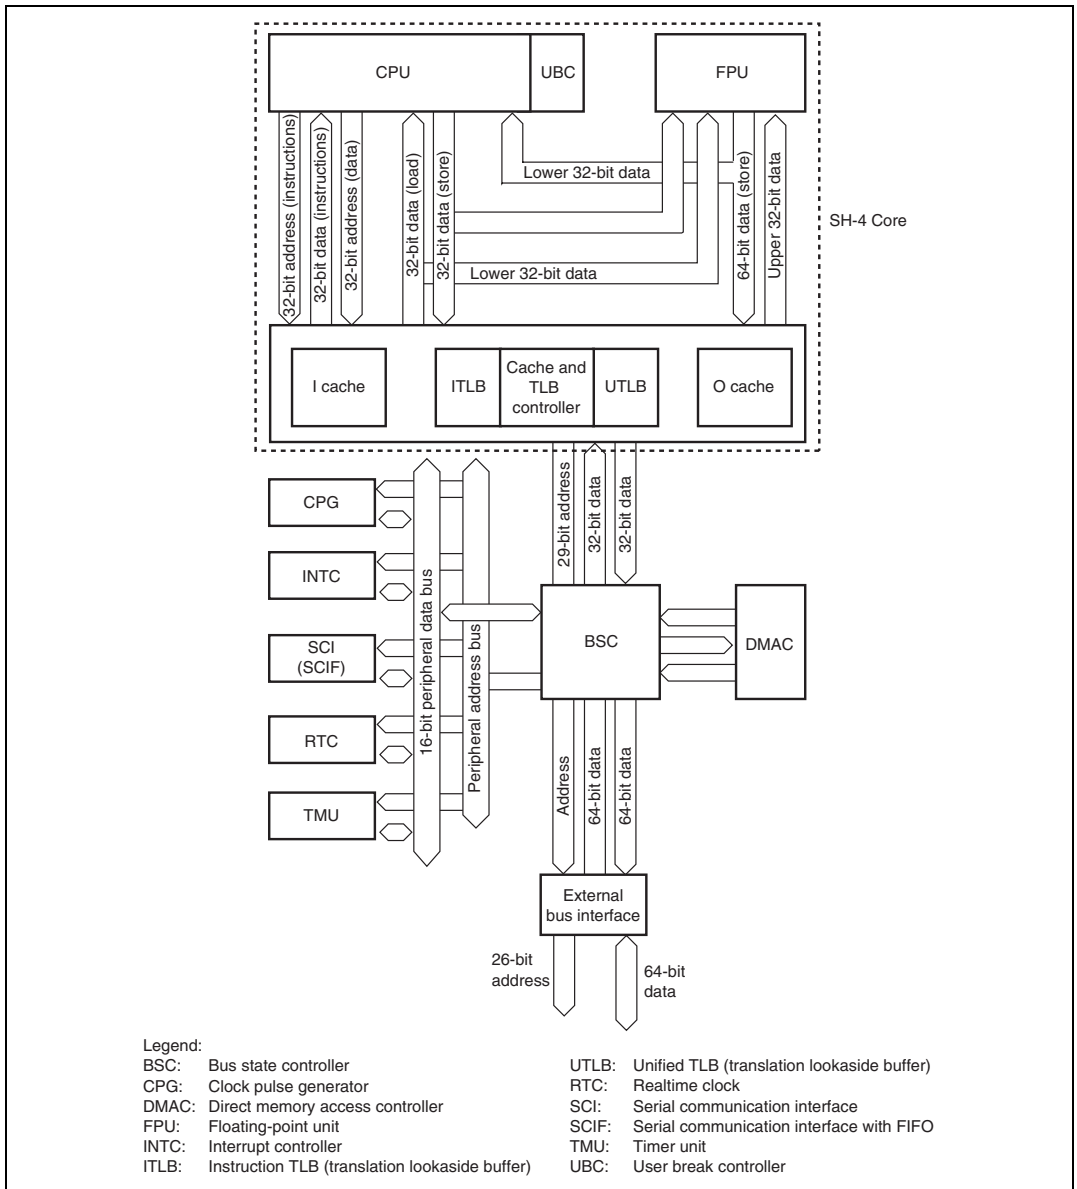 CPU
UBC
FPU
32-bit address (instructions)
32-bit data (instructions)
32-bit address (data)
32-bit data (load)
32-bit data (store)
Lower 32-bit data
Lower 32-bit data
64-bit data (store)
Upper 32-bit data
SH-4 Core
I cache
ITLB
Cache and
TLB
controller
UTLB
O cache
29-bit address
32-bit data
32-bit data
CPG
INTC
SCI
(SCIF)
RTC
TMU
16-bit peripheral data bus
Peripheral address bus
BSC
DMAC
Address
64-bit data
64-bit data
External
bus interface
26-bit
address
64-bit
data
Legend:
BSC: Bus state controller
CPG: Clock pulse generator
DMAC: Direct memory access controller
FPU: Floating-point unit
INTC: Interrupt controller
ITLB: Instruction TLB (translation lookaside buffer)
UTLB: Unified TLB (translation lookaside buffer)
RTC: Realtime clock
SCI: Serial communication interface
SCIF: Serial communication interface with FIFO
TMU: Timer unit
UBC: User break controller